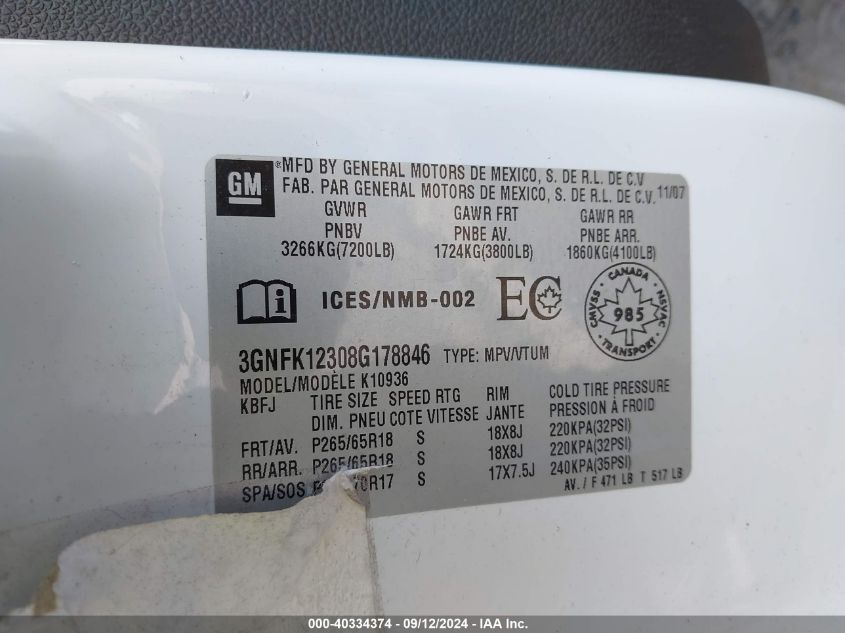 GM
®MFD BY GENERAL MOTORS DE MEXICO, S. DE R.L. DE C.V
FAB. PAR GENERAL MOTORS DE MEXICO, S. DE R.L. DE C.V. 11/07
GVWR GAWR FRT GAWR RR
PNBV PNBE AV. PNBE ARR.
3266KG(7200LB) 1724KG(3800LB) 1860KG(4100LB)
i ICES/NMB-002 EC
CANADA
CMVSS 985 NSVAC
TRANSPORT
3GNFK12308G178846 TYPE: MPV/VTUM
MODEL/MODÈLE K10936
KBFJ TIRE SIZE SPEED RTG RIM COLD TIRE PRESSURE
DIM. PNEU COTE VITESSE JANTE PRESSION À FROID
FRT/AV. P265/65R18 S 18X8J 220KPA(32PSI)
RR/ARR. P265/65R18 S 18X8J 220KPA(32PSI)
SPA/SOS 70R17 S 17X7.5J 240KPA(35PSI)
AV./ F 471 LB T 517 LB
000-40334374 - 09/12/2024 - IAA, Inc.